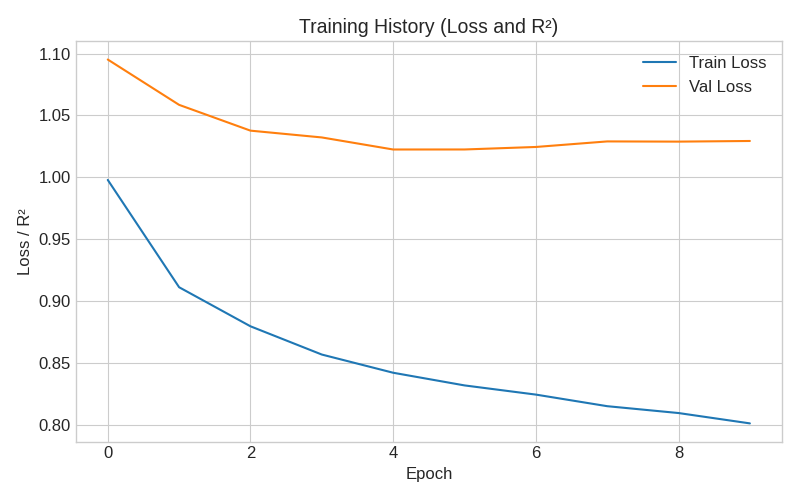 Training History (Loss and R²)
Train Loss
Val Loss
Loss / R²
1.10
1.05
1.00
0.95
0.90
0.85
0.80
0 2 4 6 8
Epoch